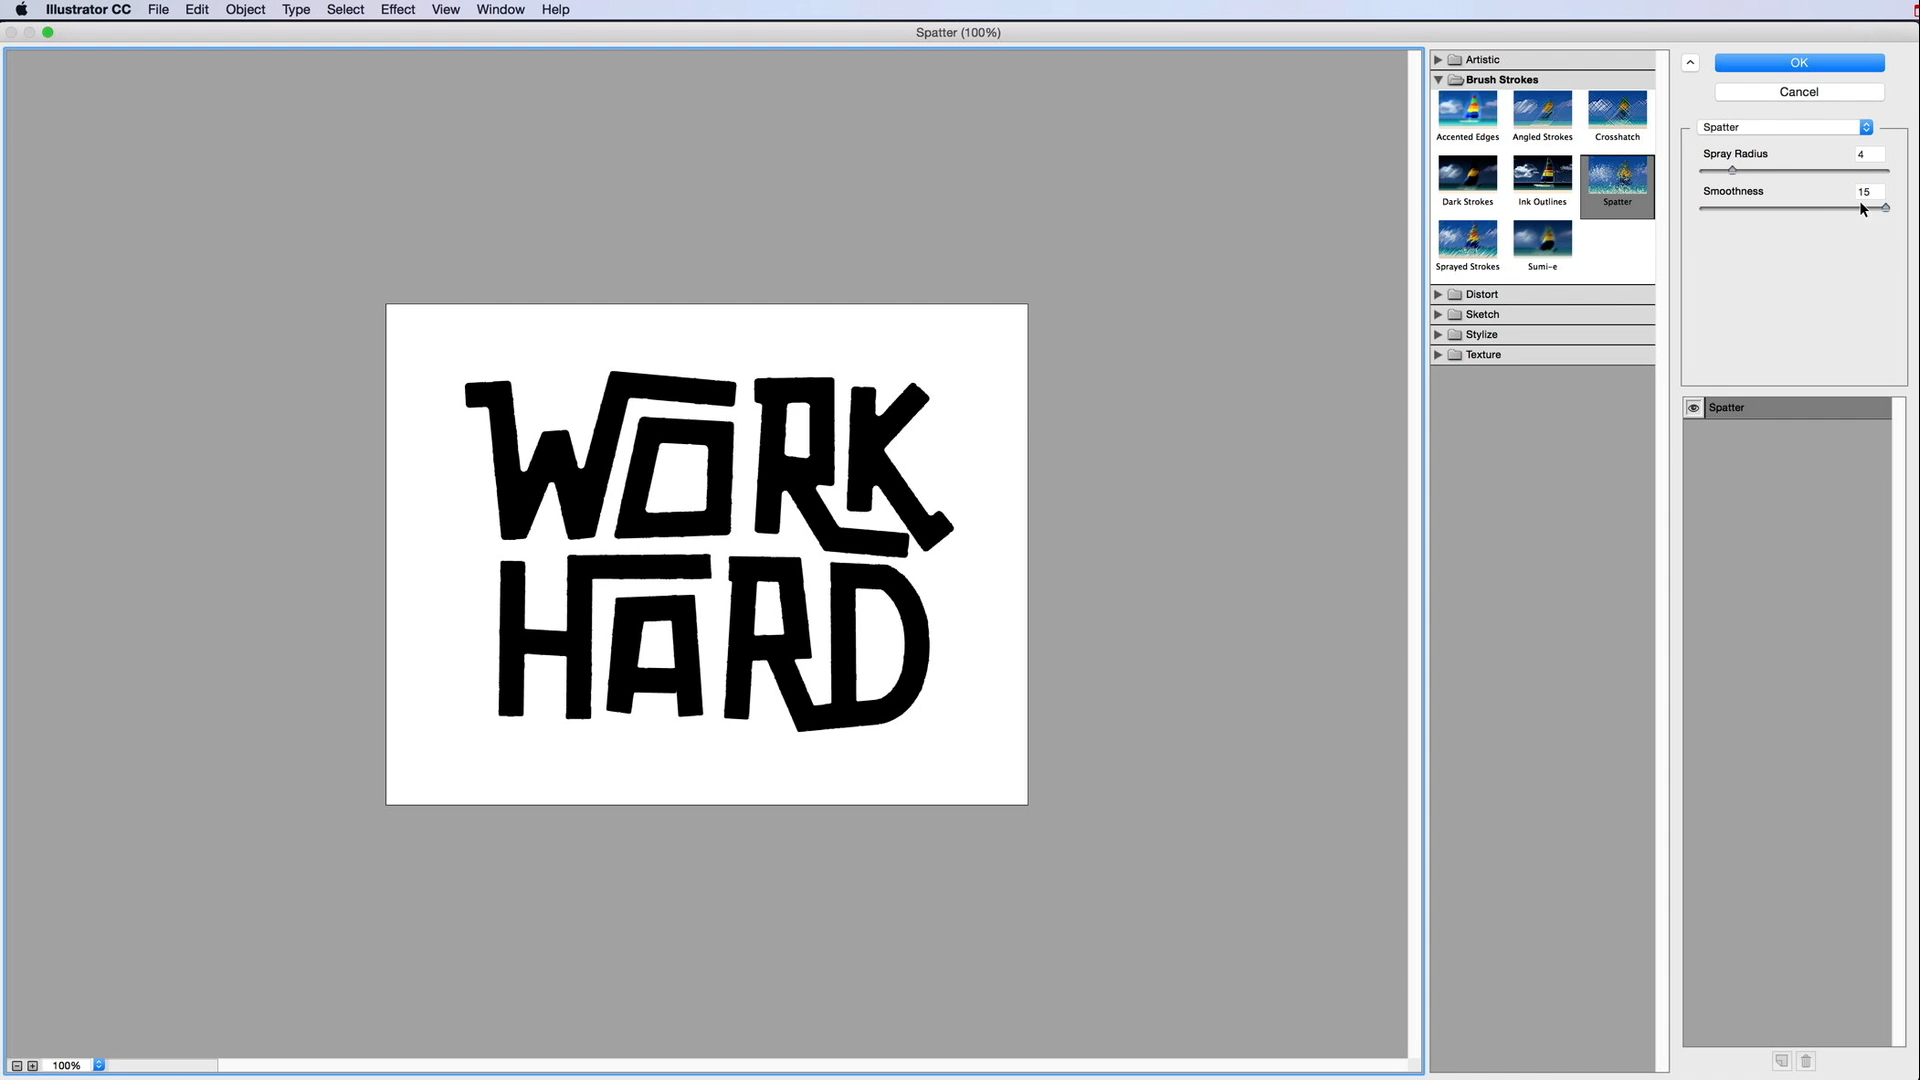 Illustrator CC File Edit Object Type Select Effect View Window Help
Spatter (100%)
Artistic
Brush Strokes
Accented Edges Angled Strokes Crosshatch
Dark Strokes Ink Outlines Spatter
Sprayed Strokes Sumi-e
Distort
Sketch
Stylize
Texture
OK
Cancel
Spatter
Spray Radius 4
Smoothness 15
Spatter
WORK
HARD
100%